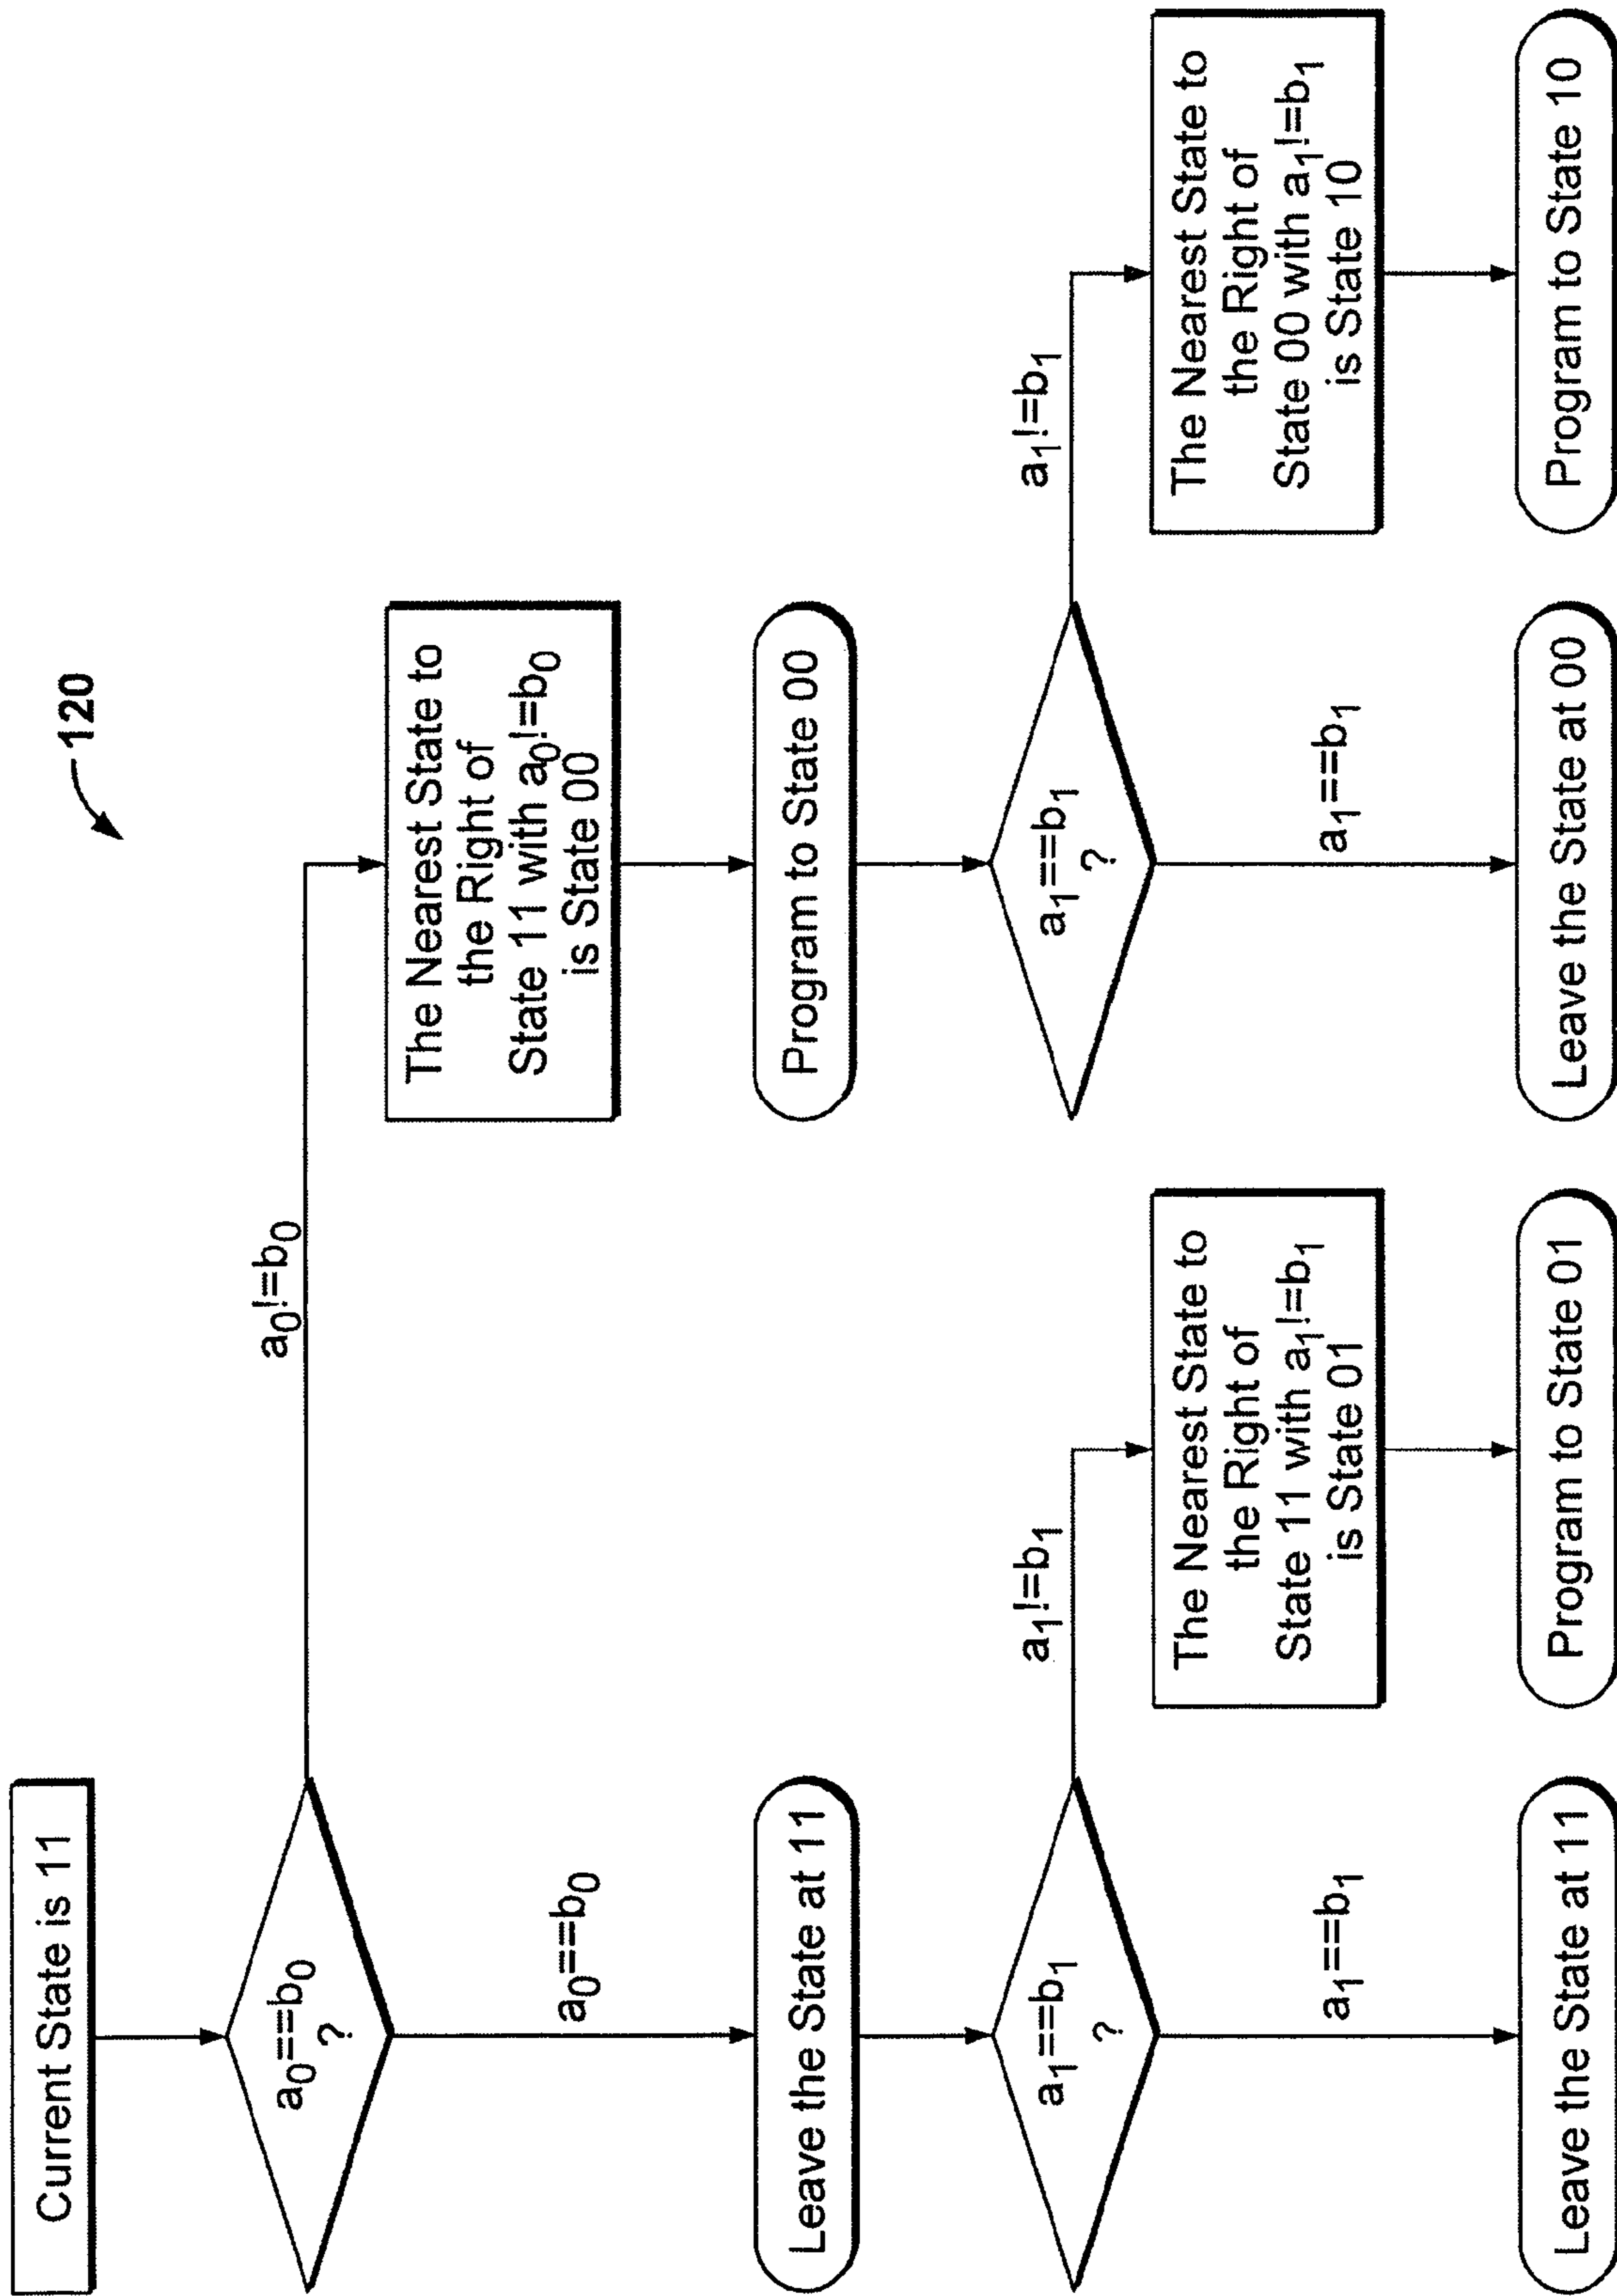 120
Current State is 11
a0==b0
?
a0!=b0
a0==b0
The Nearest State to
the Right of
State 11 with a0!=b0
is State 00
Leave the State at 11
Program to State 00
a1==b1
?
a1!=b1
a1==b1
The Nearest State to
the Right of
State 11 with a1!=b1
is State 01
a1==b1
?
a1!=b1
a1==b1
The Nearest State to
the Right of
State 00 with a1!=b1
is State 10
Leave the State at 11
Program to State 01
Leave the State at 00
Program to State 10